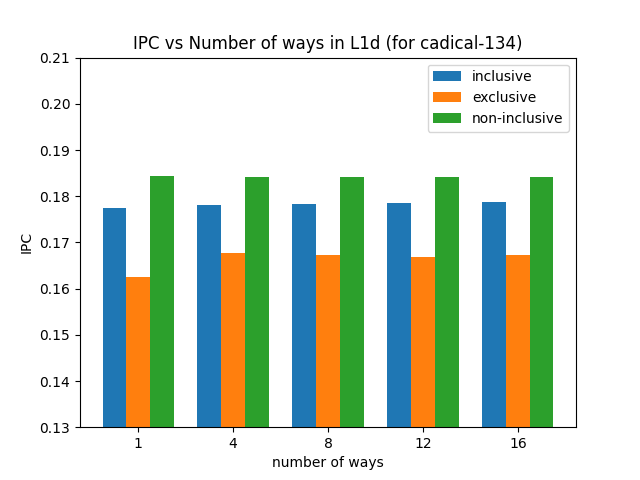 IPC vs Number of ways in L1d (for cadical-134)
0.21
0.20
0.19
0.18
0.17
0.16
0.15
0.14
0.13
IPC
inclusive
exclusive
non-inclusive
1 4 8 12 16
number of ways